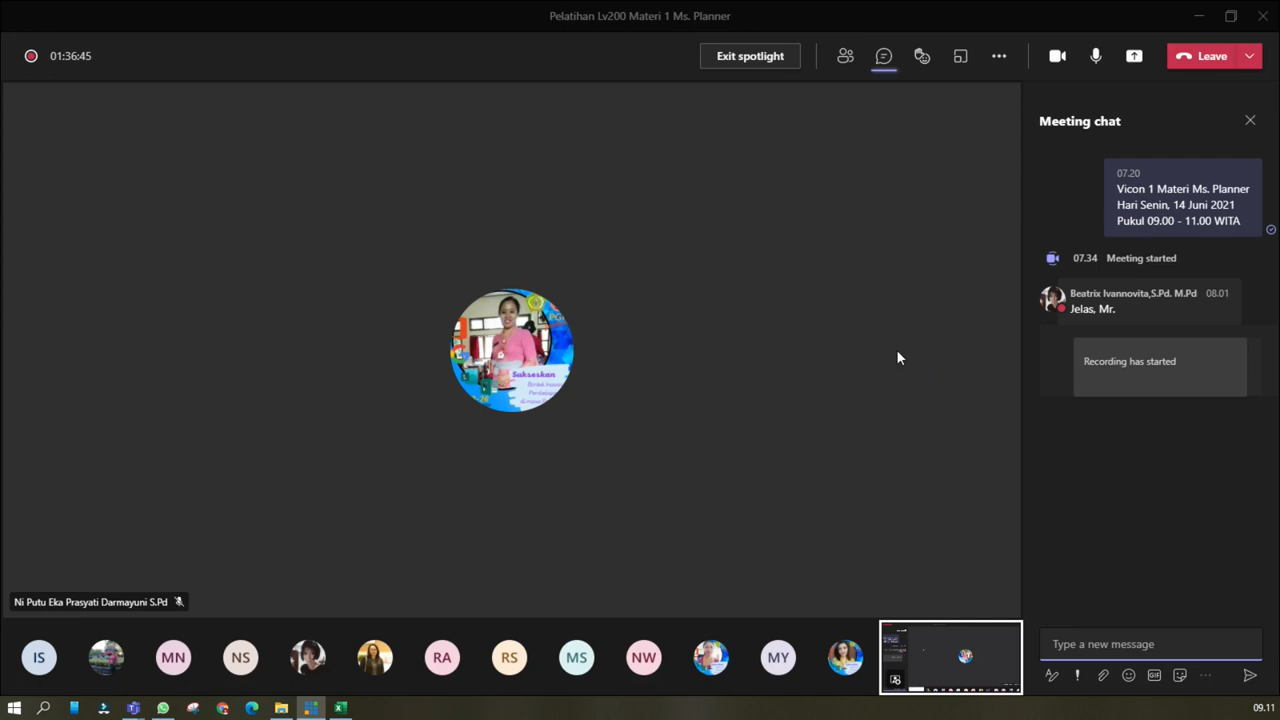 Pelatihan Lv200 Materi 1 Ms. Planner
01:36:45
Exit spotlight
Leave
Meeting chat
07.20
Vicon 1 Materi Ms. Planner
Hari Senin, 14 Juni 2021
Pukul 09.00 - 11.00 WITA
07.34 Meeting started
Beatrix Ivannovita,S.Pd. M.Pd 08.01
Jelas, Mr.
Recording has started
Sukseskan
Ni Putu Eka Prasyati Darmayuni S.Pd
IS
MN
NS
RA
RS
MS
NW
MY
Type a new message
GIF
09.11